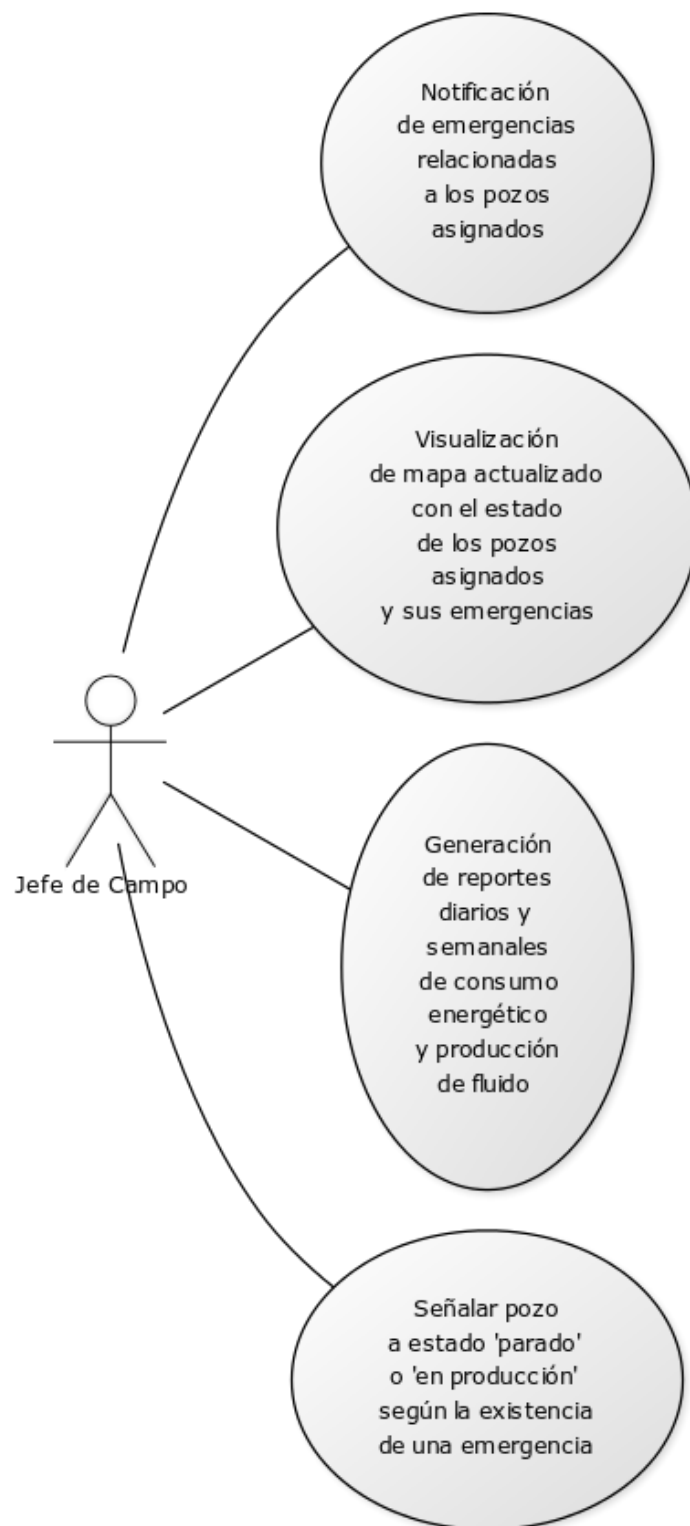 Notificación
de emergencias
relacionadas
a los pozos
asignados
Visualización
de mapa actualizado
con el estado
de los pozos
asignados
y sus emergencias
Jefe de Campo
Generación
de reportes
diarios y
semanales
de consumo
energético
y producción
de fluido
Señalar pozo
a estado 'parado'
o 'en producción'
según la existencia
de una emergencia